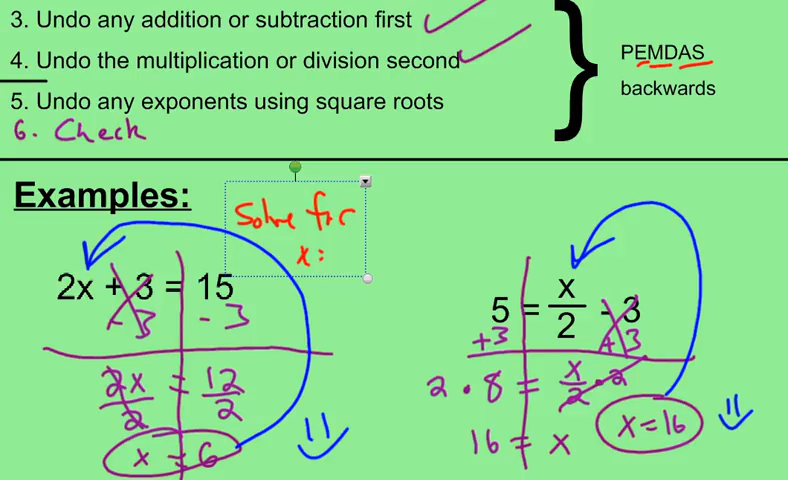 3. Undo any addition or subtraction first
4. Undo the multiplication or division second
5. Undo any exponents using square roots
6. Check
PEMDAS
backwards
Examples:
Solve for
x:
2x + 3 = 15
- 3 - 3
2x = 12
2 2
x = 6
5 = x/2 - 3
+3 +3
2 • 8 = x/2 • 2
16 = x
x = 16